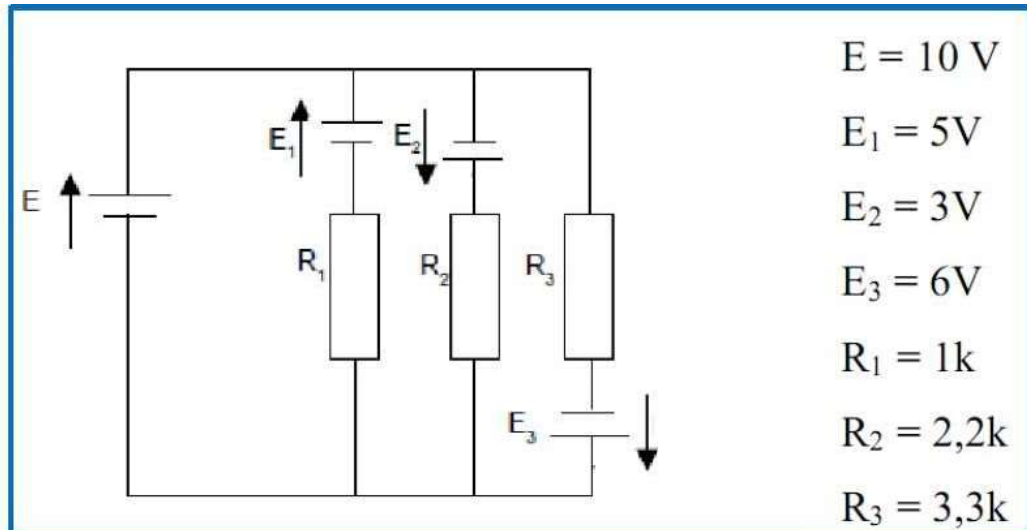 E = 10 V
E₁ = 5V
E₂ = 3V
E₃ = 6V
R₁ = 1k
R₂ = 2,2k
R₃ = 3,3k
E
E₁
E₂
R₁
R₂
R₃
E₃